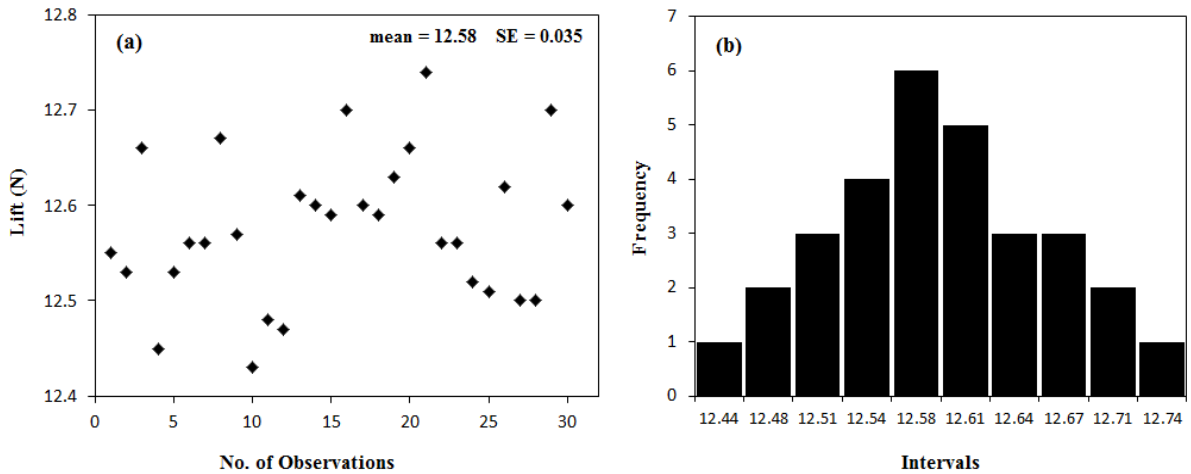 (a)
mean = 12.58 SE = 0.035
Lift (N)
12.8
12.7
12.6
12.5
12.4
0 5 10 15 20 25 30
No. of Observations
(b)
Frequency
7
6
5
4
3
2
1
0
12.44 12.48 12.51 12.54 12.58 12.61 12.64 12.67 12.71 12.74
Intervals